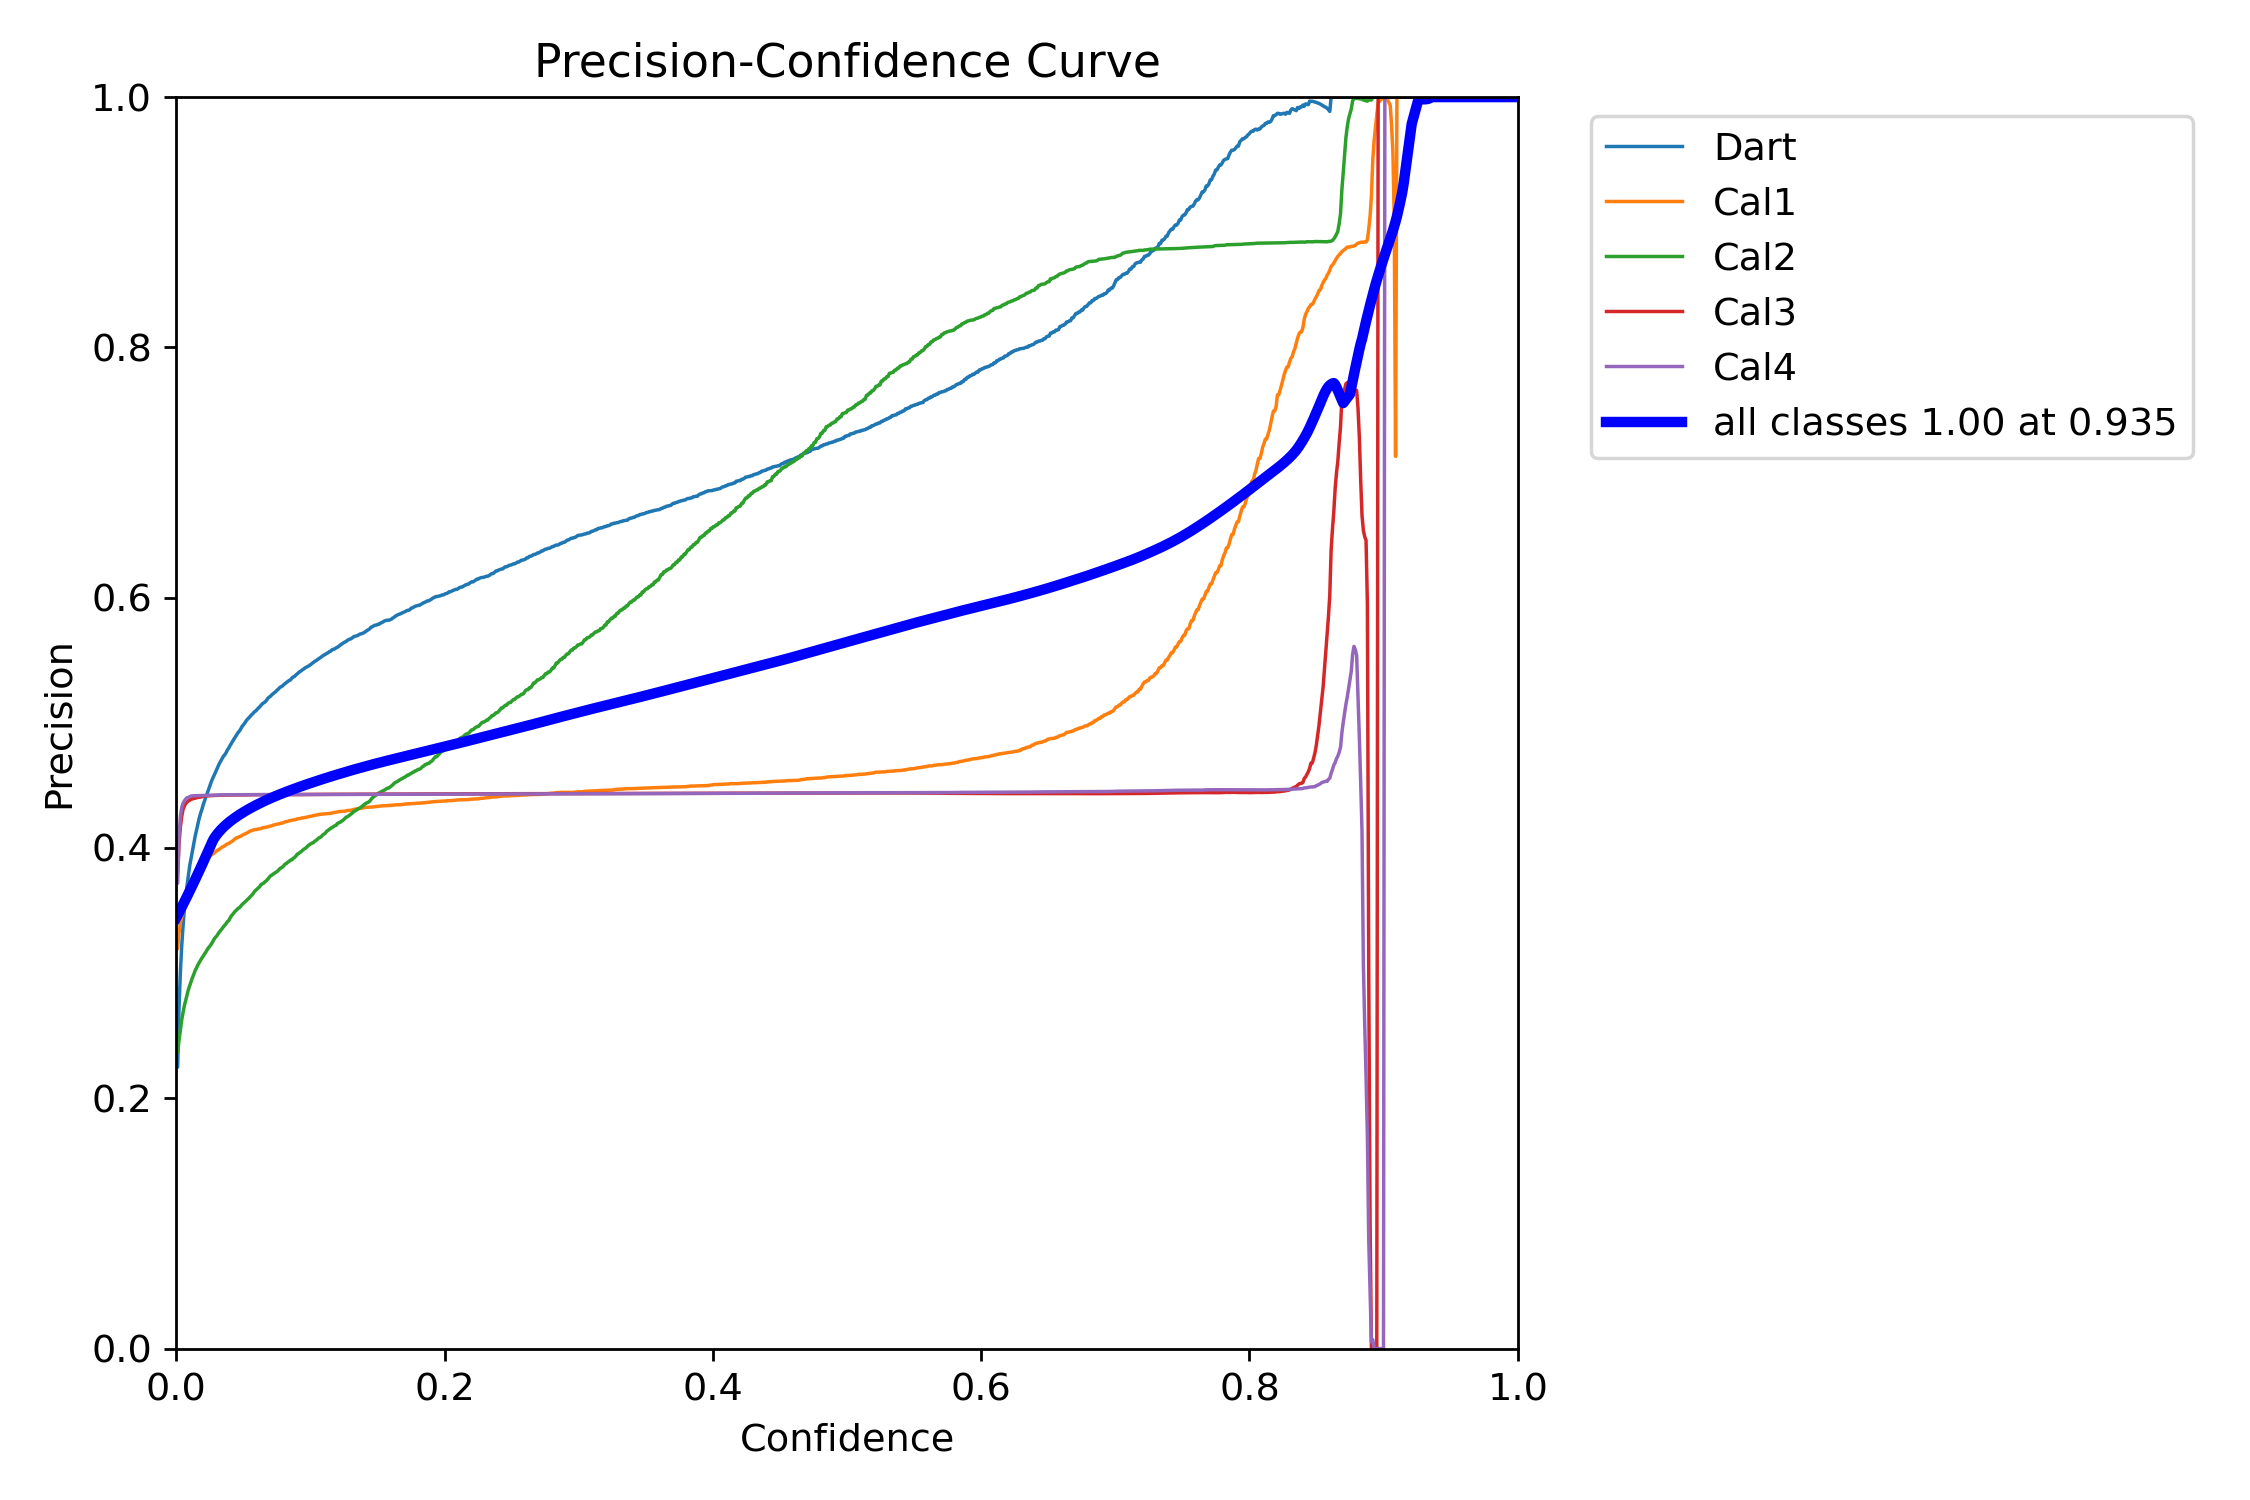 Precision-Confidence Curve
1.0
0.8
0.6
0.4
0.2
0.0
Precision
0.0 0.2 0.4 0.6 0.8 1.0
Confidence
Dart
Cal1
Cal2
Cal3
Cal4
all classes 1.00 at 0.935